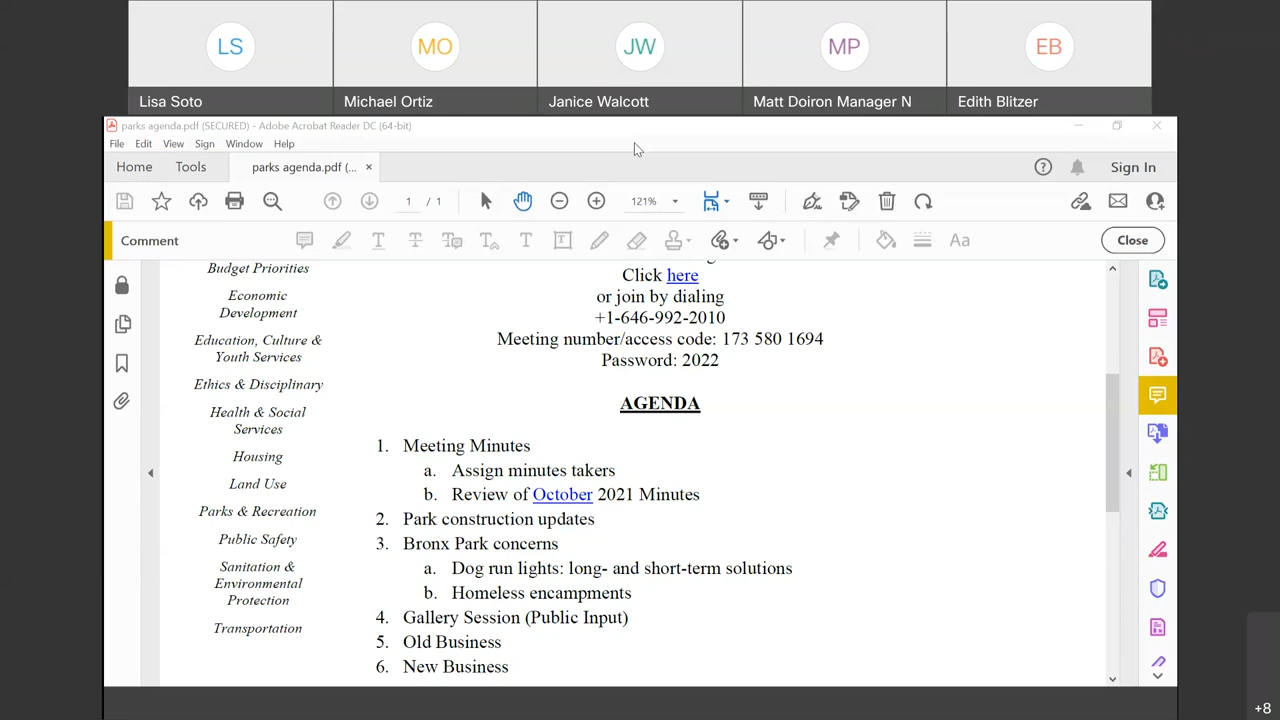 LS
MO
JW
MP
EB
Lisa Soto
Michael Ortiz
Janice Walcott
Matt Doiron Manager N
Edith Blitzer
parks agenda.pdf (SECURED) - Adobe Acrobat Reader DC (64-bit)
File Edit View Sign Window Help
Home Tools parks agenda.pdf (... × Sign In
1 / 1 121%
Comment Close
Budget Priorities
Economic
Development
Education, Culture &
Youth Services
Ethics & Disciplinary
Health & Social
Services
Housing
Land Use
Parks & Recreation
Public Safety
Sanitation &
Environmental
Protection
Transportation
Click here
or join by dialing
+1-646-992-2010
Meeting number/access code: 173 580 1694
Password: 2022
AGENDA
1. Meeting Minutes
a. Assign minutes takers
b. Review of October 2021 Minutes
2. Park construction updates
3. Bronx Park concerns
a. Dog run lights: long- and short-term solutions
b. Homeless encampments
4. Gallery Session (Public Input)
5. Old Business
6. New Business
+8